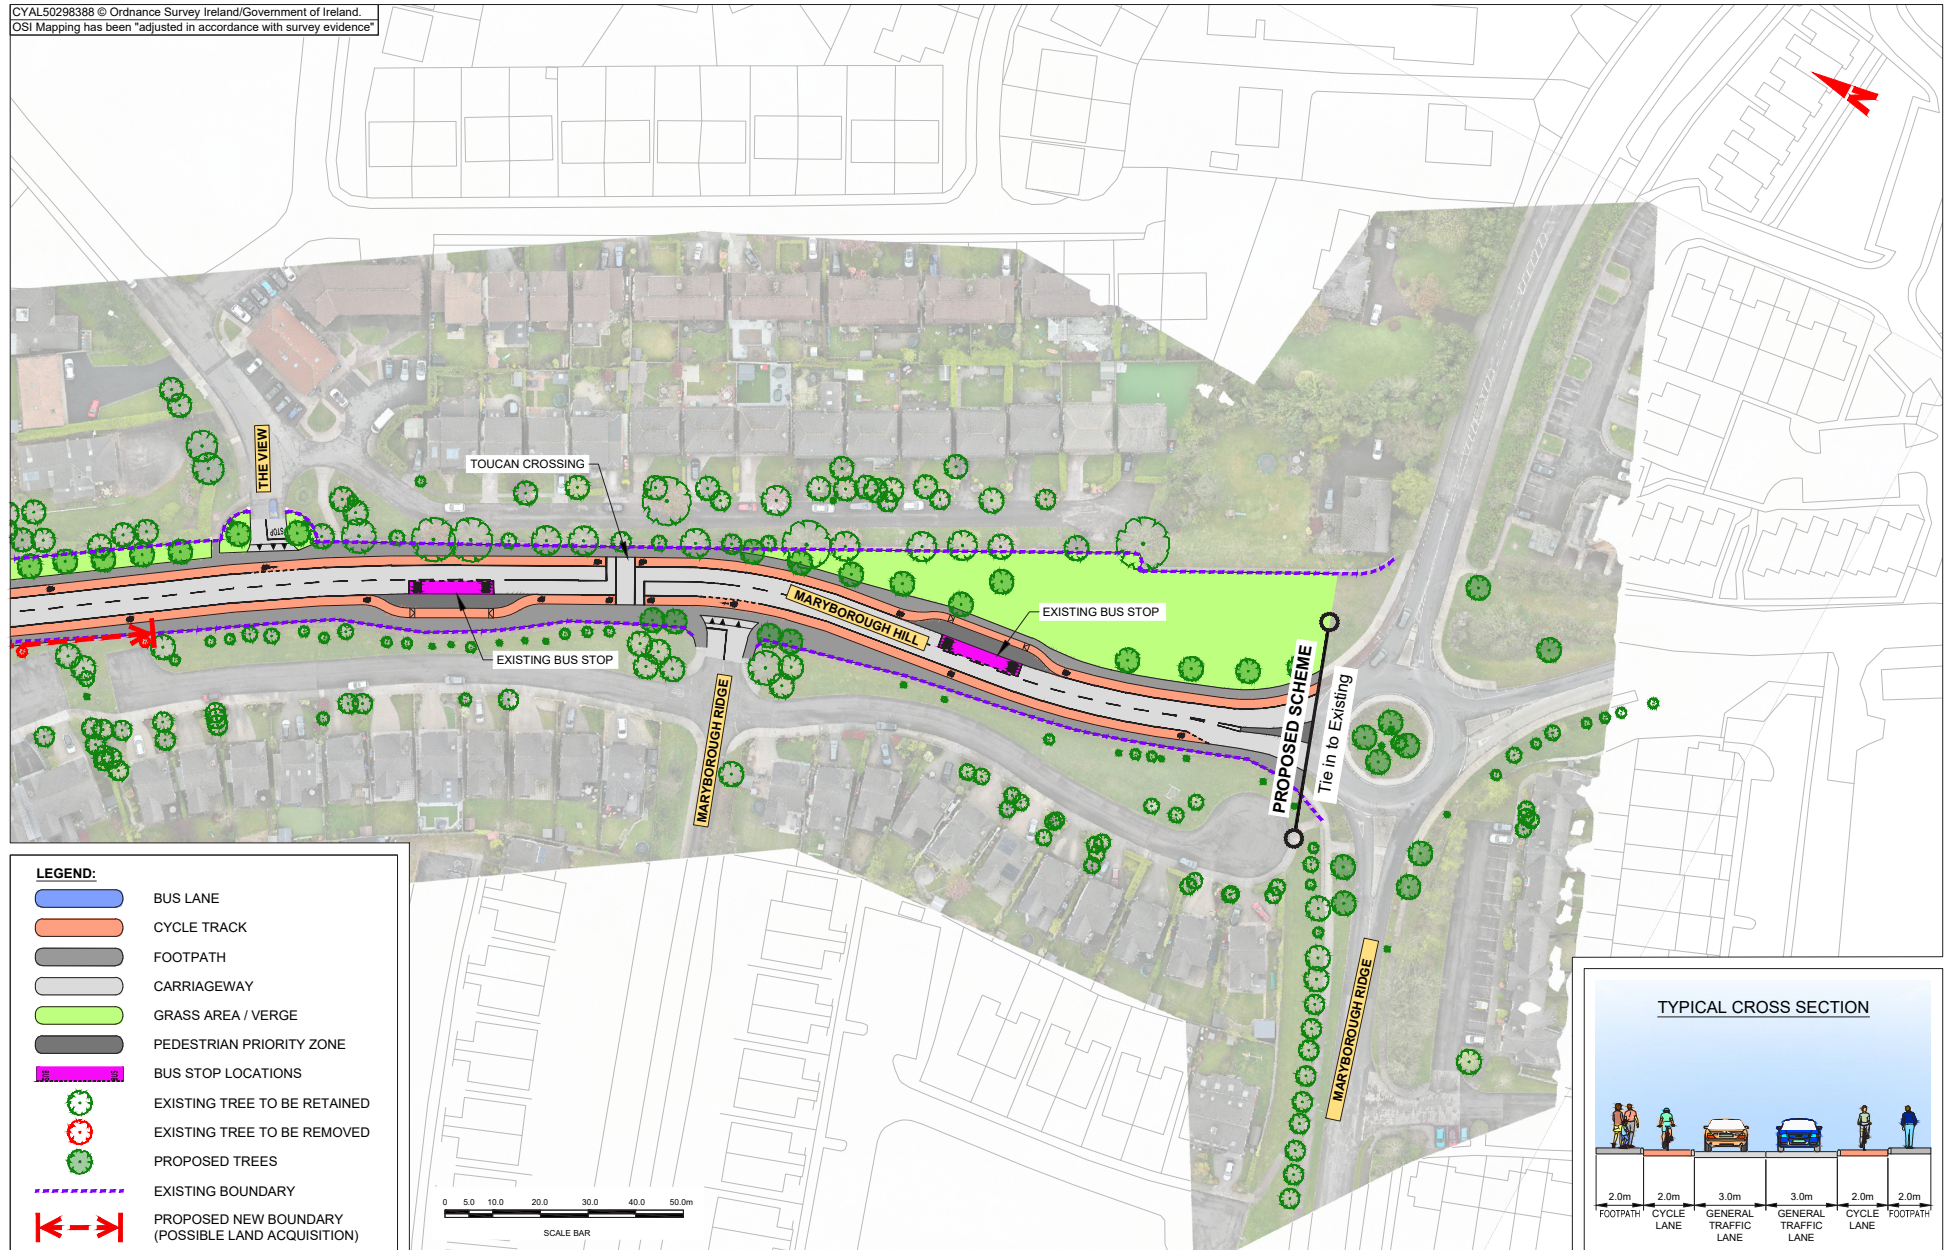 CYAL50298388 © Ordnance Survey Ireland/Government of Ireland.
OSI Mapping has been "adjusted in accordance with survey evidence"
N
THE VIEW
TOUCAN CROSSING
STOP
MARYBOROUGH HILL
EXISTING BUS STOP
EXISTING BUS STOP
MARYBOROUGH RIDGE
PROPOSED SCHEME
Tie in to Existing
MARYBOROUGH RIDGE
LEGEND:
BUS LANE
CYCLE TRACK
FOOTPATH
CARRIAGEWAY
GRASS AREA / VERGE
PEDESTRIAN PRIORITY ZONE
BUS STOP LOCATIONS
EXISTING TREE TO BE RETAINED
EXISTING TREE TO BE REMOVED
PROPOSED TREES
EXISTING BOUNDARY
PROPOSED NEW BOUNDARY
(POSSIBLE LAND ACQUISITION)
0 5.0 10.0 20.0 30.0 40.0 50.0m
SCALE BAR
TYPICAL CROSS SECTION
2.0m 2.0m 3.0m 3.0m 2.0m 2.0m
FOOTPATH CYCLE LANE GENERAL TRAFFIC LANE GENERAL TRAFFIC LANE CYCLE LANE FOOTPATH